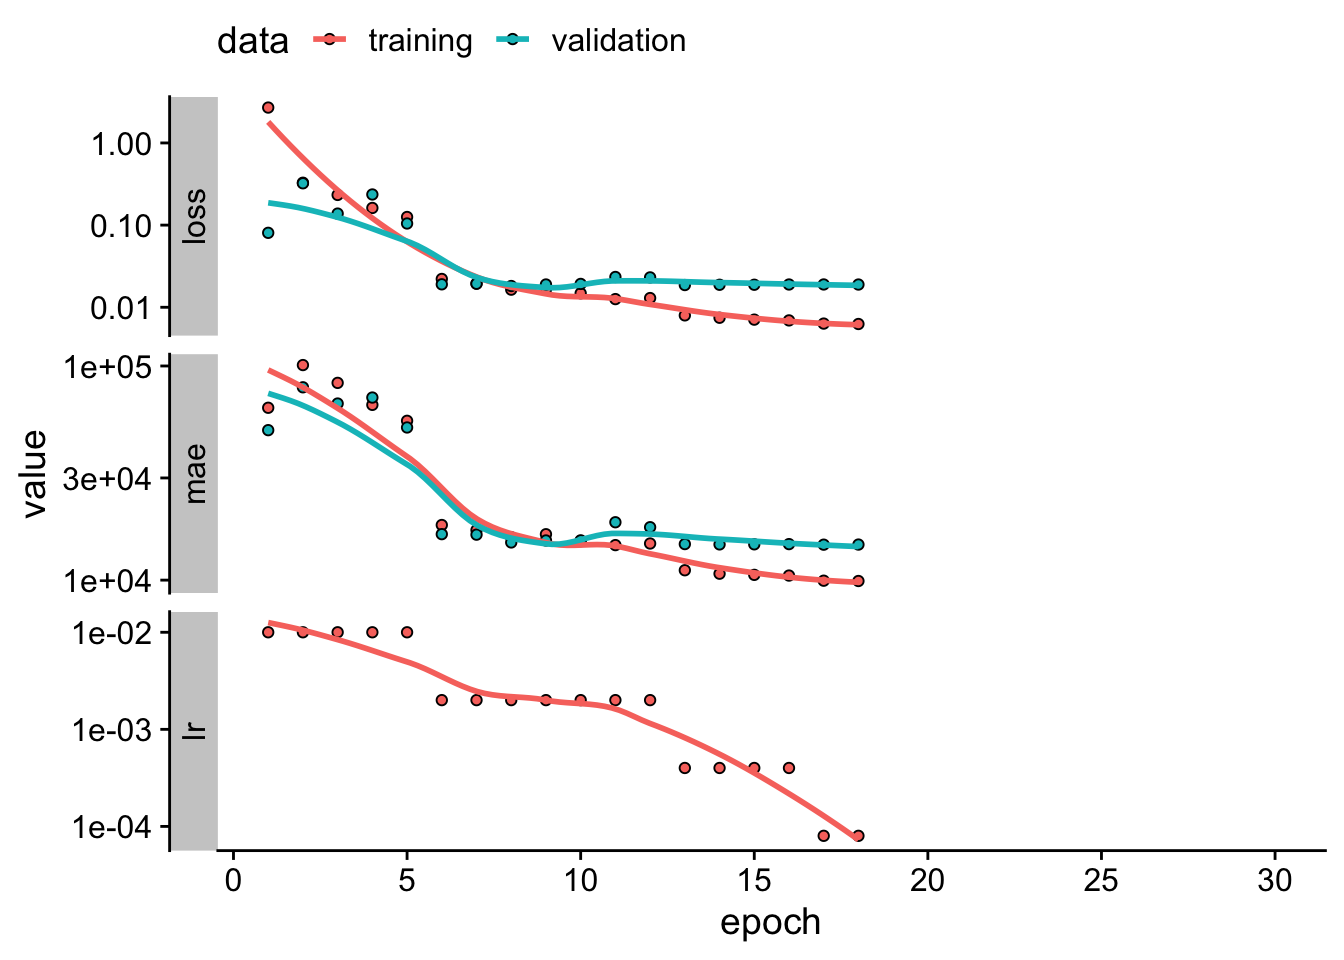 data training validation
loss
1.00
0.10
0.01
mae
1e+05
3e+04
1e+04
lr
1e-02
1e-03
1e-04
value
0 5 10 15 20 25 30
epoch